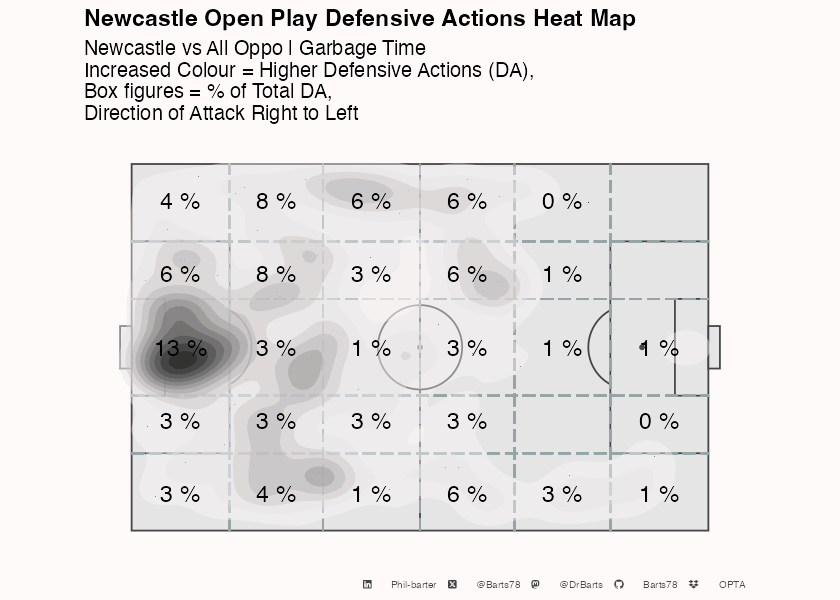 Newcastle Open Play Defensive Actions Heat Map
Newcastle vs All Oppo | Garbage Time
Increased Colour = Higher Defensive Actions (DA),
Box figures = % of Total DA,
Direction of Attack Right to Left
4 % 8 % 6 % 6 % 0 %
6 % 8 % 3 % 6 % 1 %
13 % 3 % 1 % 3 % 1 % 1 %
3 % 3 % 3 % 3 % 0 %
3 % 4 % 1 % 6 % 3 % 1 %
Phil-barter @Barts78 @DrBarts Barts78 OPTA